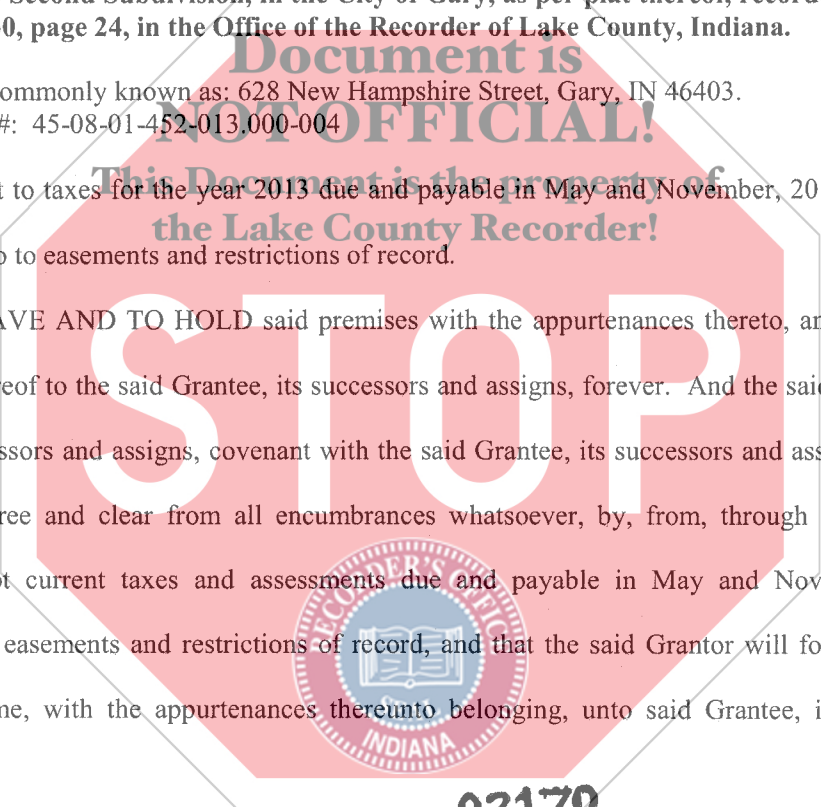 Second Subdivision, in the City of Gary, as per plat thereof, record
0, page 24, in the Office of the Recorder of Lake County, Indiana.
Document is
ommonly known as: 628 New Hampshire Street, Gary, IN 46403.
NOT OFFICIAL!
#: 45-08-01-452-013.000-004
This Document is the property of
t to taxes for the year 2013 due and payable in May and November, 20
the Lake County Recorder!
o to easements and restrictions of record.
AVE AND TO HOLD said premises with the appurtenances thereto, an
reof to the said Grantee, its successors and assigns, forever. And the said
STOP
ssors and assigns, covenant with the said Grantee, its successors and ass
ree and clear from all encumbrances whatsoever, by, from, through
t current taxes and assessments due and payable in May and Nov
RECORDER'S OFFICE
easements and restrictions of record, and that the said Grantor will fo
SEAL
ne, with the appurtenances thereunto belonging, unto said Grantee, i
INDIANA